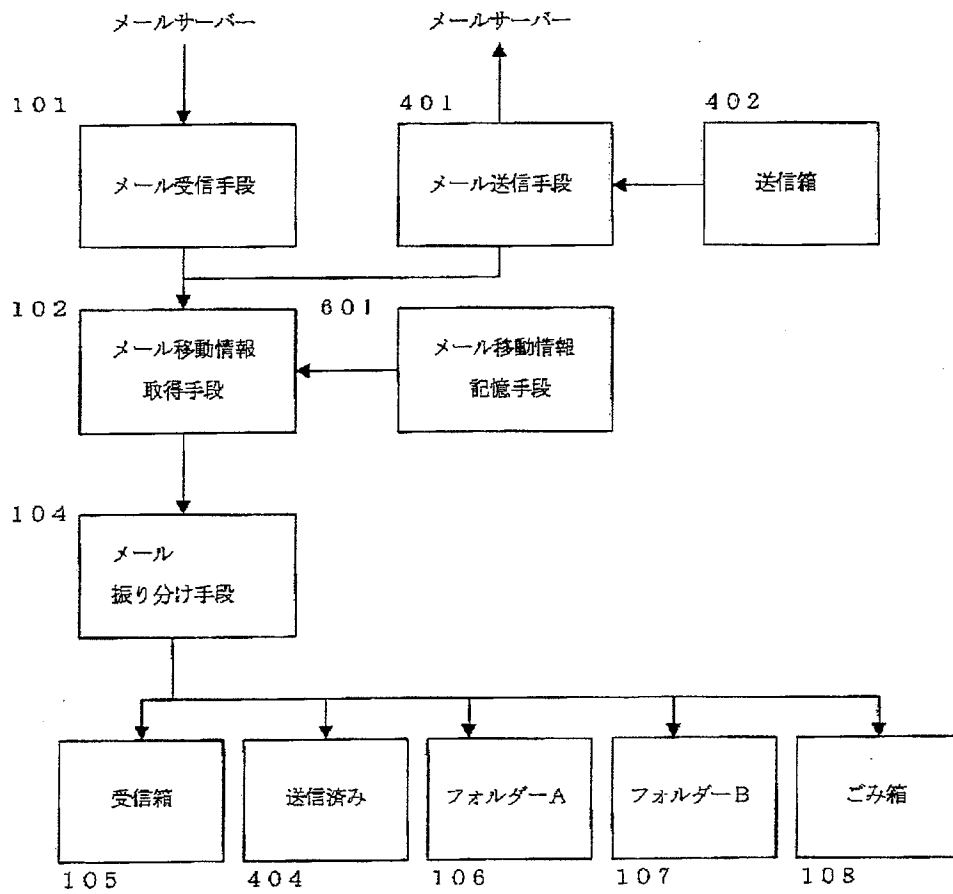 メールサーバー
メールサーバー
101
401
402
メール受信手段
メール送信手段
送信箱
102
601
メール移動情報
取得手段
メール移動情報
記憶手段
104
メール
振り分け手段
受信箱
送信済み
フォルダーA
フォルダーB
ごみ箱
105
404
106
107
108